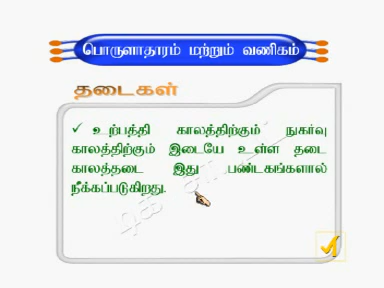 பொருளாதாரம் மற்றும் வணிகம்
தடைகள்
✓ உற்பத்தி காலத்திற்கும் நுகர்வு
காலத்திற்கும் இடையே உள்ள தடை
காலத்தடை இது பண்டகங்களால்
நீக்கப்படுகிறது.